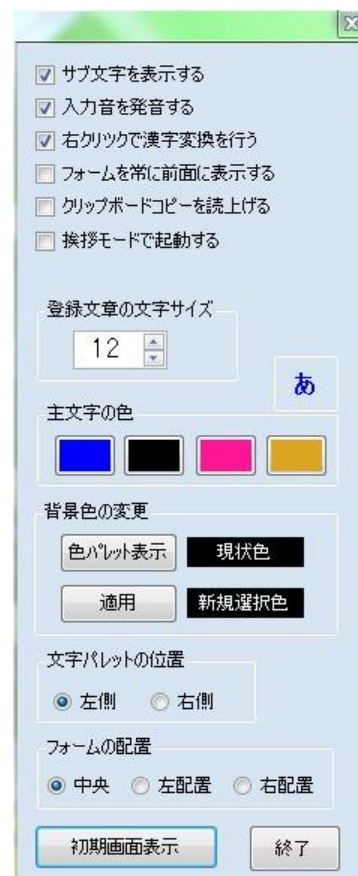 サブ文字を表示する
入力音を発音する
右クリックで漢字変換を行う
フォームを常に前面に表示する
クリップボードコピーを読上げる
挨拶モードで起動する
登録文章の文字サイズ
12
あ
主文字の色
背景色の変更
色パレット表示 現状色
適用 新規選択色
文字パレットの位置
左側 右側
フォームの配置
中央 左配置 右配置
初期画面表示 終了